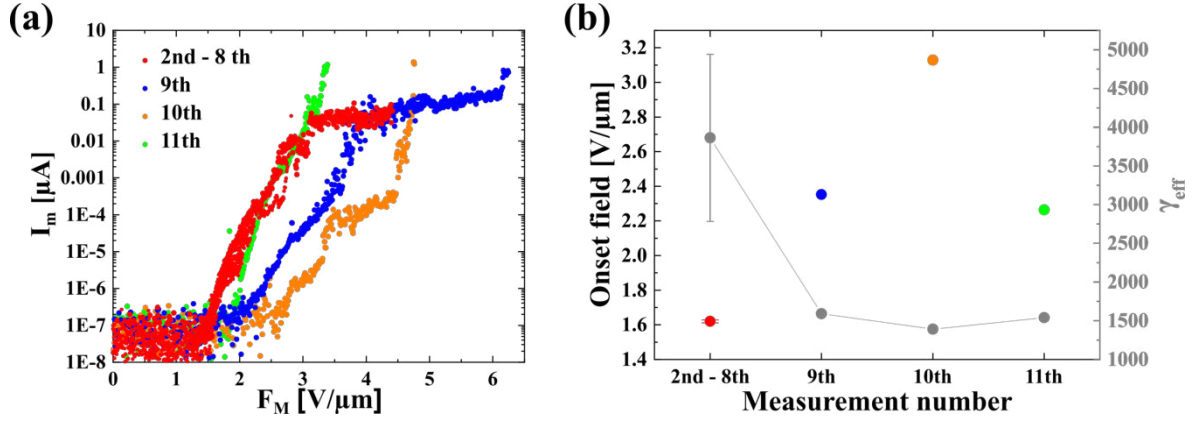 (a)
10
1
0.1
0.01
0.001
1E-4
1E-5
1E-6
1E-7
1E-8
I_m [µA]
2nd - 8 th
9th
10th
11th
0 1 2 3 4 5 6
F_M [V/µm]
(b)
3.2
3.0
2.8
2.6
2.4
2.2
2.0
1.8
1.6
1.4
Onset field [V/µm]
5000
4500
4000
3500
3000
2500
2000
1500
1000
γ_eff
2nd - 8th 9th 10th 11th
Measurement number